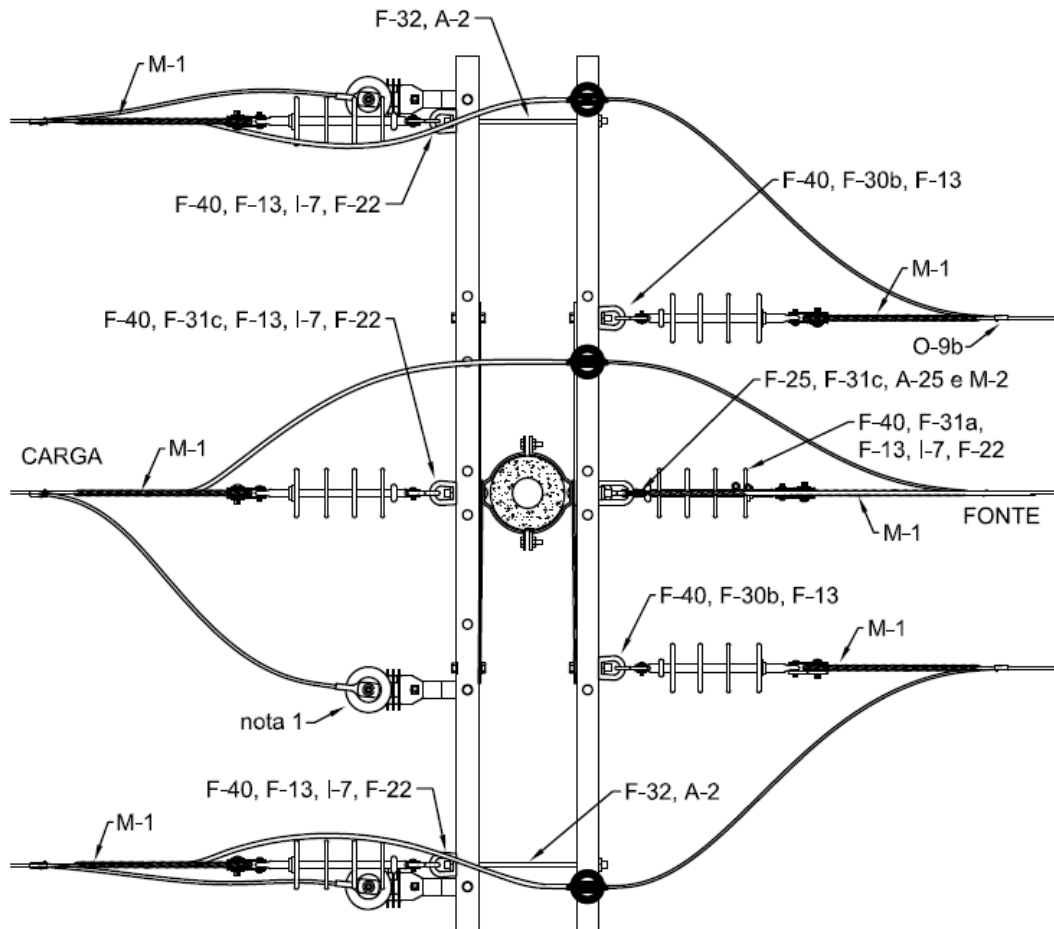 F-32, A-2
M-1
F-40, F-13, I-7, F-22
F-40, F-30b, F-13
M-1
F-40, F-31c, F-13, I-7, F-22
O-9b
F-25, F-31c, A-25 e M-2
F-40, F-31a,
F-13, I-7, F-22
CARGA
M-1
M-1
FONTE
F-40, F-30b, F-13
M-1
nota 1
F-40, F-13, I-7, F-22
F-32, A-2
M-1